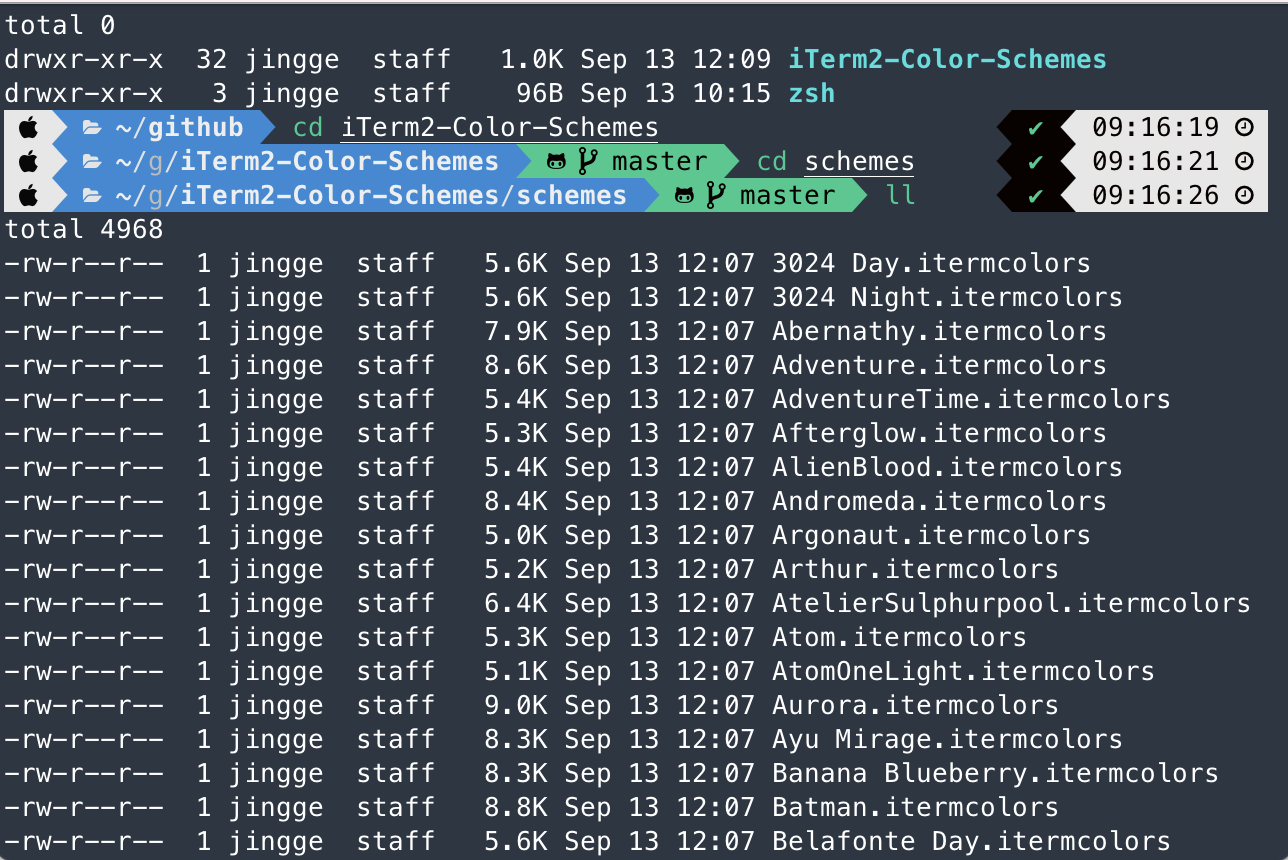 total 0
drwxr-xr-x  32 jingge  staff   1.0K Sep 13 12:09 iTerm2-Color-Schemes
drwxr-xr-x   3 jingge  staff    96B Sep 13 10:15 zsh
~/github cd iTerm2-Color-Schemes ✔ 09:16:19
~/g/iTerm2-Color-Schemes master cd schemes ✔ 09:16:21
~/g/iTerm2-Color-Schemes/schemes master ll ✔ 09:16:26
total 4968
-rw-r--r--  1 jingge  staff   5.6K Sep 13 12:07 3024 Day.itermcolors
-rw-r--r--  1 jingge  staff   5.6K Sep 13 12:07 3024 Night.itermcolors
-rw-r--r--  1 jingge  staff   7.9K Sep 13 12:07 Abernathy.itermcolors
-rw-r--r--  1 jingge  staff   8.6K Sep 13 12:07 Adventure.itermcolors
-rw-r--r--  1 jingge  staff   5.4K Sep 13 12:07 AdventureTime.itermcolors
-rw-r--r--  1 jingge  staff   5.3K Sep 13 12:07 Afterglow.itermcolors
-rw-r--r--  1 jingge  staff   5.4K Sep 13 12:07 AlienBlood.itermcolors
-rw-r--r--  1 jingge  staff   8.4K Sep 13 12:07 Andromeda.itermcolors
-rw-r--r--  1 jingge  staff   5.0K Sep 13 12:07 Argonaut.itermcolors
-rw-r--r--  1 jingge  staff   5.2K Sep 13 12:07 Arthur.itermcolors
-rw-r--r--  1 jingge  staff   6.4K Sep 13 12:07 AtelierSulphurpool.itermcolors
-rw-r--r--  1 jingge  staff   5.3K Sep 13 12:07 Atom.itermcolors
-rw-r--r--  1 jingge  staff   5.1K Sep 13 12:07 AtomOneLight.itermcolors
-rw-r--r--  1 jingge  staff   9.0K Sep 13 12:07 Aurora.itermcolors
-rw-r--r--  1 jingge  staff   8.3K Sep 13 12:07 Ayu Mirage.itermcolors
-rw-r--r--  1 jingge  staff   8.3K Sep 13 12:07 Banana Blueberry.itermcolors
-rw-r--r--  1 jingge  staff   8.8K Sep 13 12:07 Batman.itermcolors
-rw-r--r--  1 jingge  staff   5.6K Sep 13 12:07 Belafonte Day.itermcolors